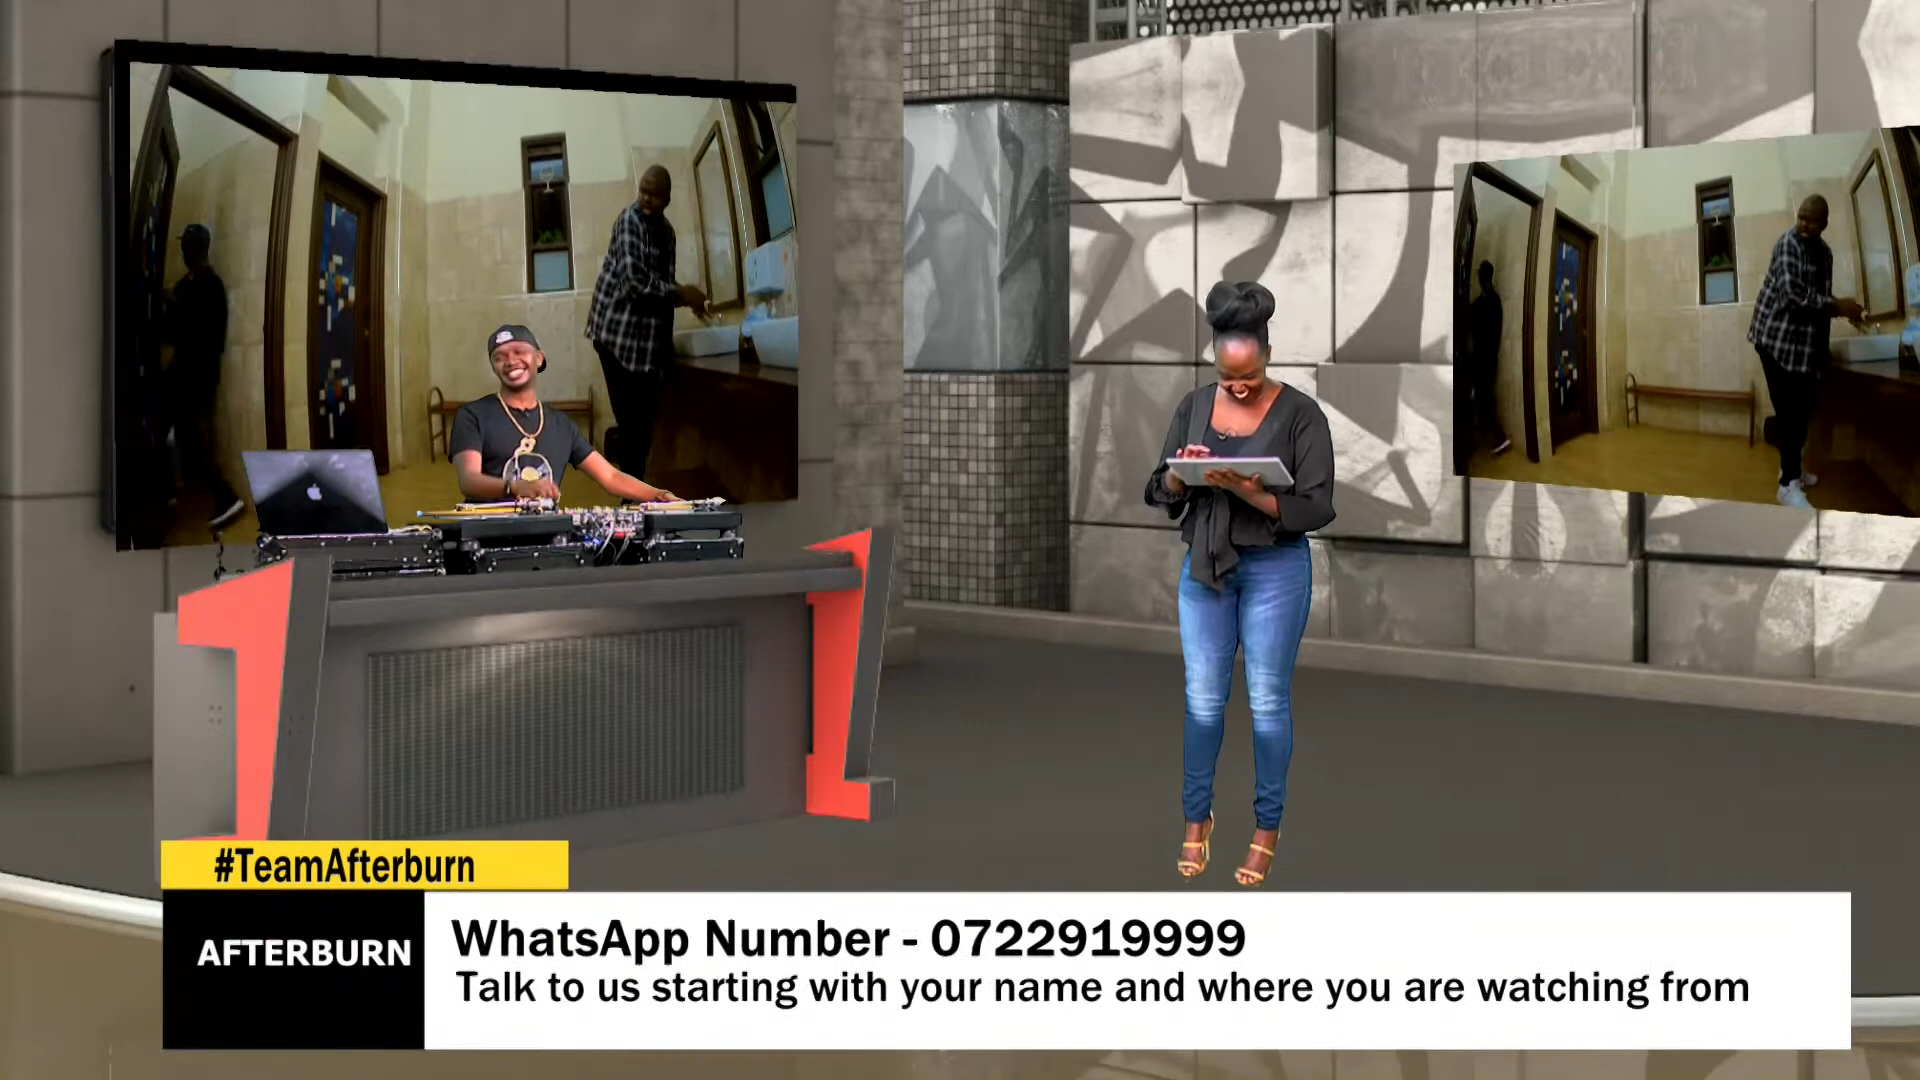 #TeamAfterburn
AFTERBURN
WhatsApp Number - 0722919999
Talk to us starting with your name and where you are watching from